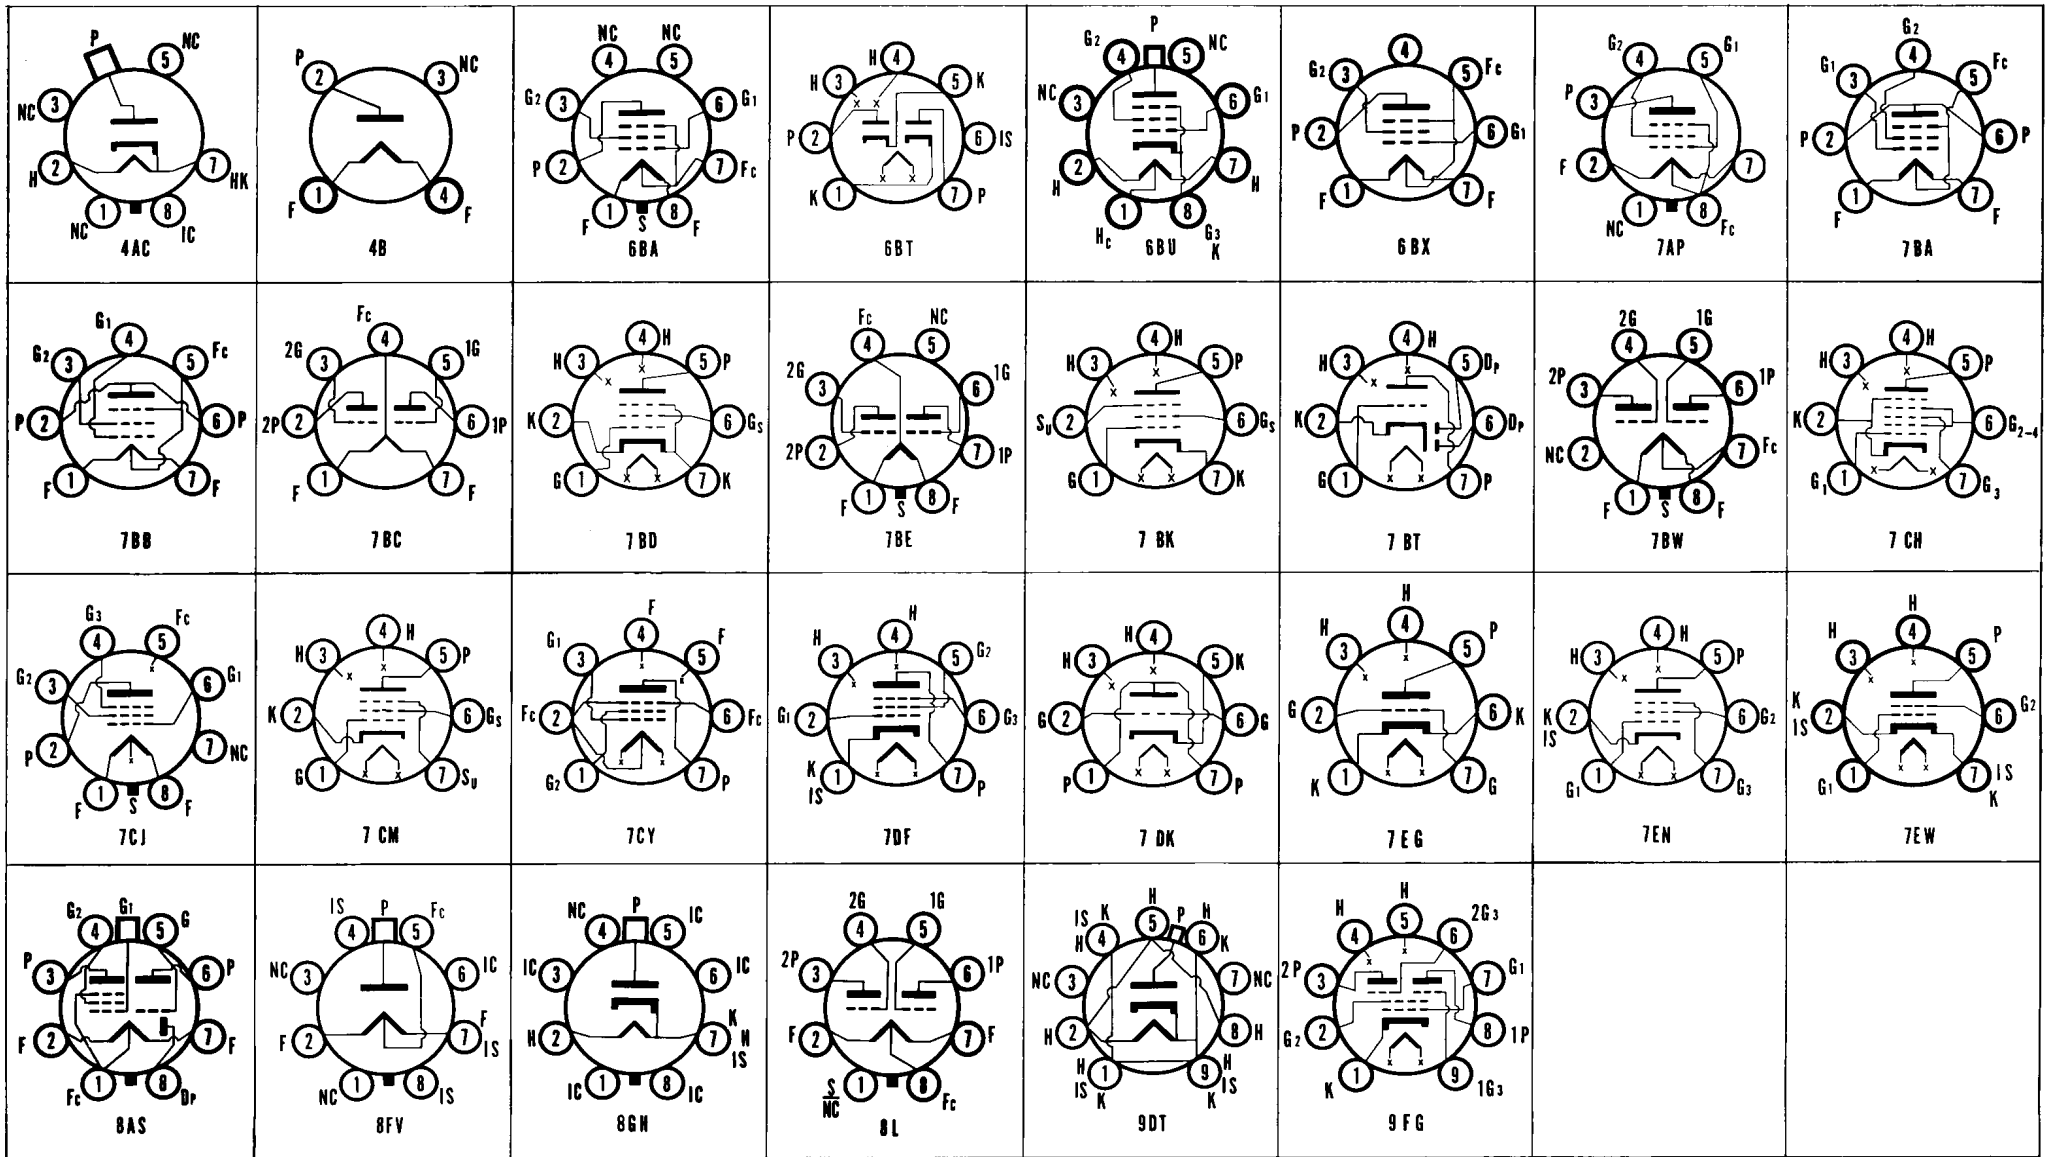 P 5 NC
NC 3
H 2 7 HK
NC 1 8 IC
4AC
P 2 3 NC
F 1 4 F
4B
NC NC
4 5
G2 3 6 G1
P 2 7 Fc
F 1 S 8 F
6BA
H 4
H 3 5 K
P 2 6 IS
K 1 7 P
6BT
P
G2 4 5 NC
NC 3 6 G1
H 2 7 H
Hc 1 8 G3 K
6BU
4
G2 3 5 Fc
P 2 6 G1
F 1 7 F
6BX
G2 4 5 G1
P 3
F 2 7
NC 1 8 Fc
7AP
G2
4
G1 3 5 Fc
P 2 6 P
F 1 7 F
7BA
G1 4
G2 3 5 Fc
P 2 6 P
F 1 7 F
7BB
Fc 4
2G 3 5 1G
2P 2 6 1P
F 1 7 F
7BC
4 H
H 3 5 P
K 2 6 Gs
G 1 7 K
7BD
Fc NC
4 5
2G 3 6 1G
2P 2 7 1P
F 1 S 8 F
7BE
4 H
H 3 5 P
Su 2 6 Gs
G 1 7 K
7BK
4 H
H 3 5 Dp
K 2 6 Dp
G 1 7 P
7BT
2G 1G
4 5
2P 3 6 1P
NC 2 7 Fc
F 1 S 8 F
7BW
4 H
H 3 5 P
K 2 6 G2-4
G1 1 7 G3
7CH
G3 Fc
4 5
G2 3 6 G1
P 2 7 NC
F 1 S 8 F
7CJ
4 H
H 3 5 P
K 2 6 Gs
G 1 7 Su
7CM
F
4
G1 3 5 F
Fc 2 6 Fc
G2 1 7 P
7CY
H
4
H 3 5 G2
G1 2 6 G3
K IS 1 7 P
7DF
H 4
H 3 5 K
G 2 6 G
P 1 7 P
7DK
H
4
H 3 5 P
G 2 6 K
K 1 7 G
7EG
4 H
H 3 5 P
K IS 2 6 G2
G1 1 7 G3
7EN
H
4
H 3 5 P
K IS 2 6 G2
G1 1 7 IS K
7EW
G2 4 G1 5 G
P 3 6 P
F 2 7 F
Fc 1 8 Dp
8AS
IS 4 P 5 Fc
NC 3 6 IC
F 2 7 F IS
NC 1 8 IS
8FV
P
NC 4 5 IC
IC 3 6 IC
H 2 7 K H IS
IC 1 8 IC
8GH
2G 1G
4 5
2P 3 6 1P
F 2 7 F
S/NC 1 8 Fc
8L
H
IS K H 4 5 P 6 H K
NC 3 7 NC
H 2 8 H
H IS K 1 9 H IS K
9DT
H
H 4 5 6 2G3
2P 3 7 G1
G2 2 8 1P
K 1 9 1G3
9FG